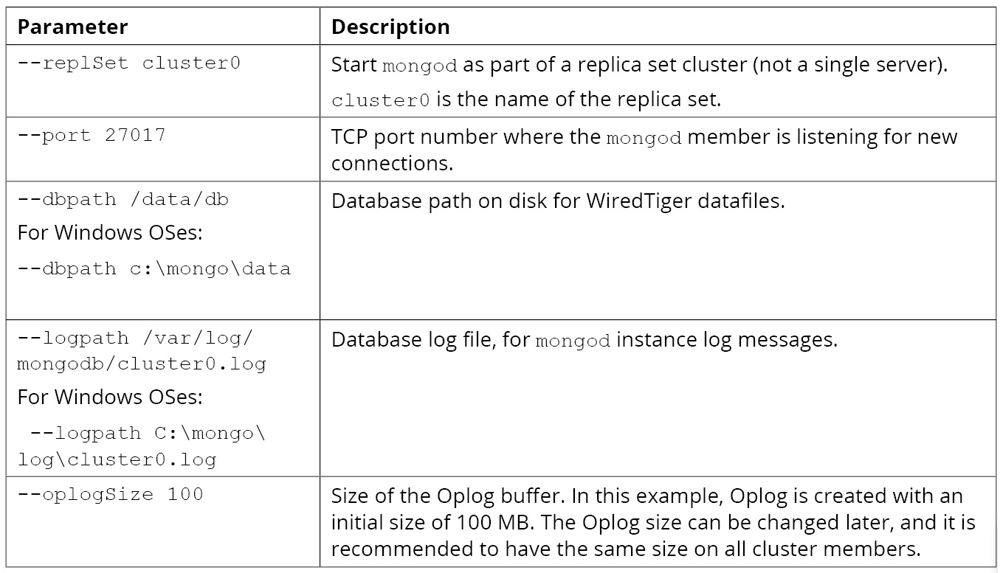 Parameter
Description
--replSet cluster0
Start mongod as part of a replica set cluster (not a single server).
cluster0 is the name of the replica set.
--port 27017
TCP port number where the mongod member is listening for new
connections.
--dbpath /data/db
For Windows OSes:
--dbpath c:\mongo\data
Database path on disk for WiredTiger datafiles.
--logpath /var/log/
mongodb/cluster0.log
For Windows OSes:
--logpath C:\mongo\
log\cluster0.log
Database log file, for mongod instance log messages.
--oplogSize 100
Size of the Oplog buffer. In this example, Oplog is created with an
initial size of 100 MB. The Oplog size can be changed later, and it is
recommended to have the same size on all cluster members.